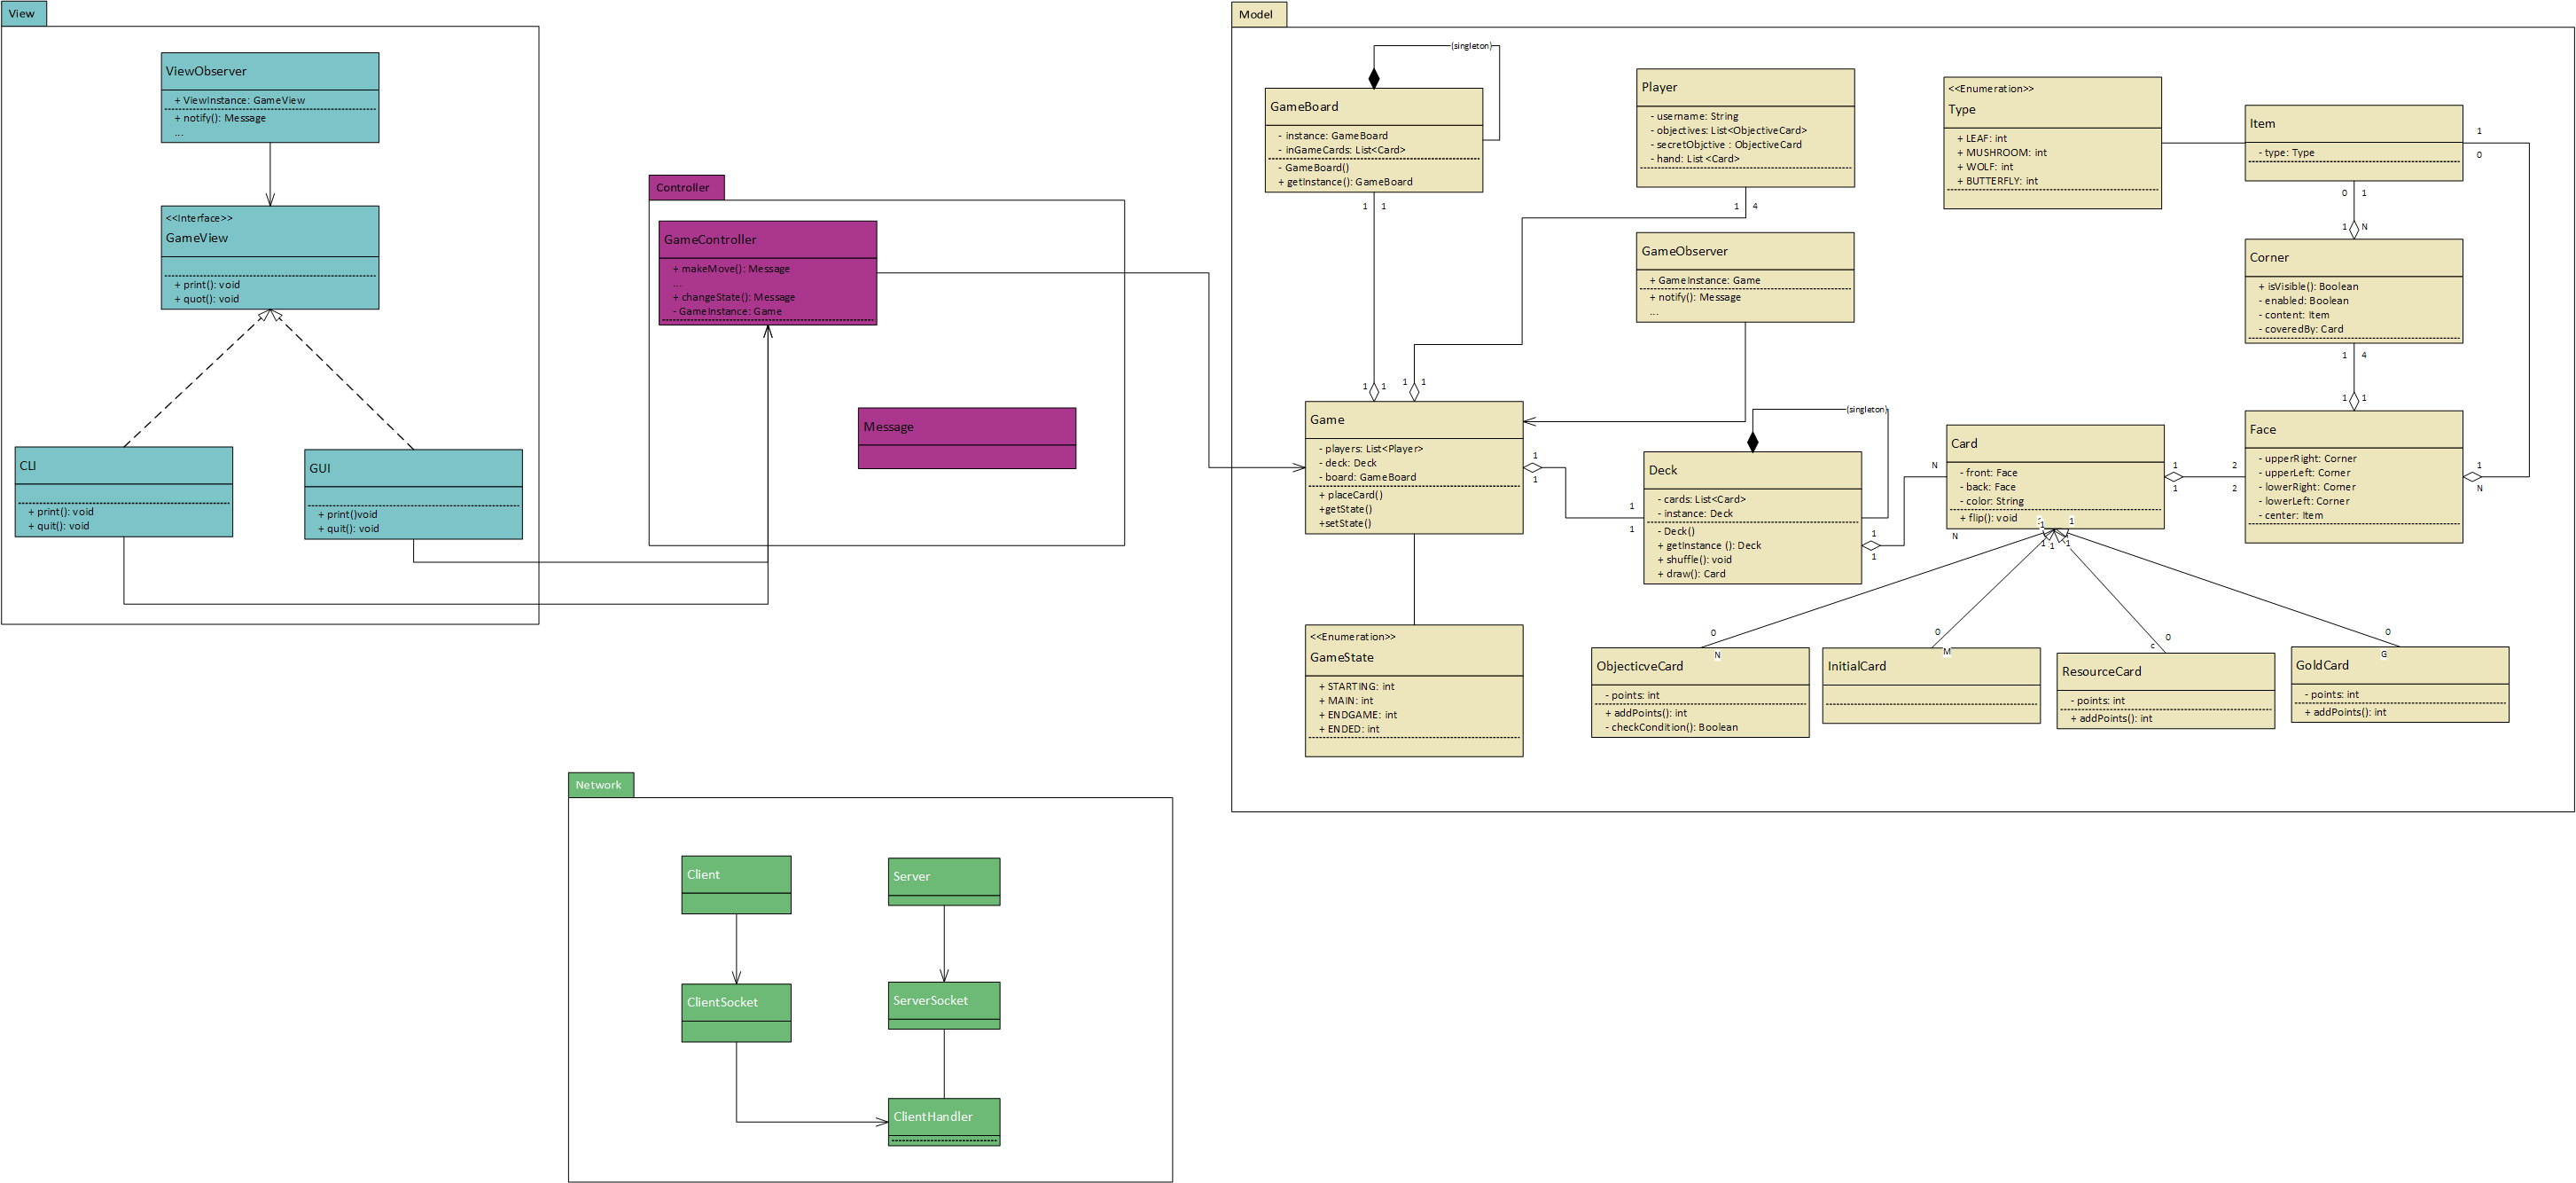 View
ViewObserver
+ ViewInstance: GameView
+ notify(): Message
...
<<Interface>>
GameView
+ print(): void
+ quot(): void
CLI
+ print(): void
+ quit(): void
GUI
+ print()void
+ quit(): void
Controller
GameController
+ makeMove(): Message
...
+ changeState(): Message
- GameInstance: Game
Message
Model
(singleton)
GameBoard
- instance: GameBoard
- inGameCards: List<Card>
- GameBoard()
+ getInstance(): GameBoard
1 1
Player
- username: String
- objectives: List<ObjectiveCard>
- secretObjctive : ObjectiveCard
- hand: List <Card>
1 4
GameObserver
+ GameInstance: Game
+ notify(): Message
...
<<Enumeration>>
Type
+ LEAF: int
+ MUSHROOM: int
+ WOLF: int
+ BUTTERFLY: int
Item
- type: Type
1
0
0 1
1 N
Corner
+ isVisible(): Boolean
- enabled: Boolean
- content: Item
- coveredBy: Card
1 4
1 1
Face
- upperRight: Corner
- upperLeft: Corner
- lowerRight: Corner
- lowerLeft: Corner
- center: Item
1
N
1 1
1 1
Game
- players: List<Player>
- deck: Deck
- board: GameBoard
+ placeCard()
+getState()
+setState()
1
1
1
1
(singleton)
Deck
- cards: List<Card>
- instance: Deck
- Deck()
+ getInstance (): Deck
+ shuffle(): void
+ draw(): Card
1
1
N
N
Card
- front: Face
- back: Face
- color: String
+ flip(): void
1
1
2
2
1 1
1 1 1
<<Enumeration>>
GameState
+ STARTING: int
+ MAIN: int
+ ENDGAME: int
+ ENDED: int
0
N
ObjecticveCard
- points: int
+ addPoints(): int
- checkCondition(): Boolean
0
M
InitialCard
0
c
ResourceCard
- points: int
+ addPoints(): int
0
G
GoldCard
- points: int
+ addPoints(): int
Network
Client
Server
ClientSocket
ServerSocket
ClientHandler